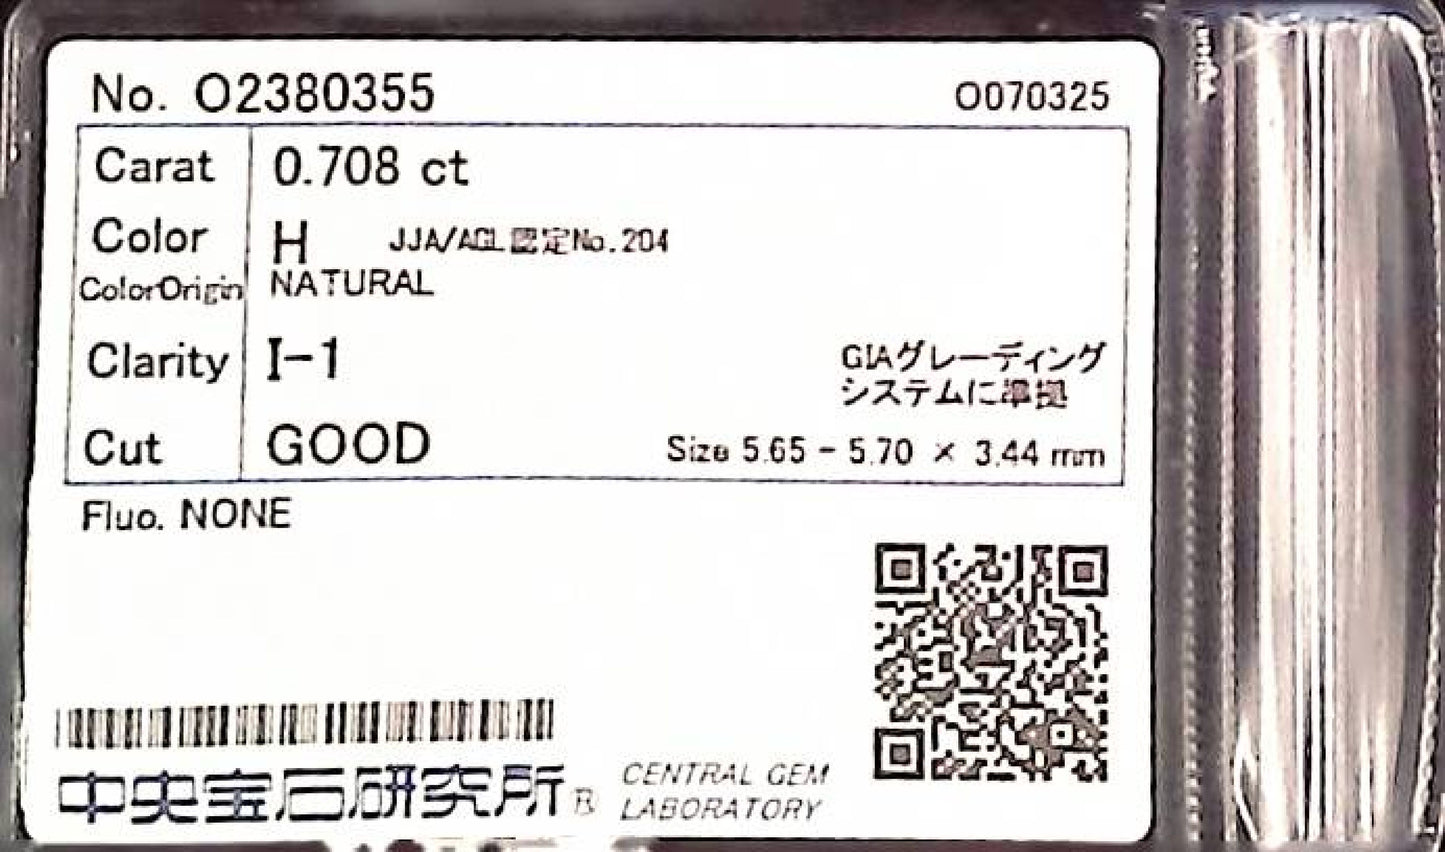 No. O2380355 O070325
Carat 0.708 ct
Color H JJA/AGL認定No.204
ColorOrigin NATURAL
Clarity I-1 GIAグレーディング
システムに準拠
Cut GOOD Size 5.65 - 5.70 × 3.44 mm
Fluo. NONE
中央宝石研究所 CENTRAL GEM
LABORATORY